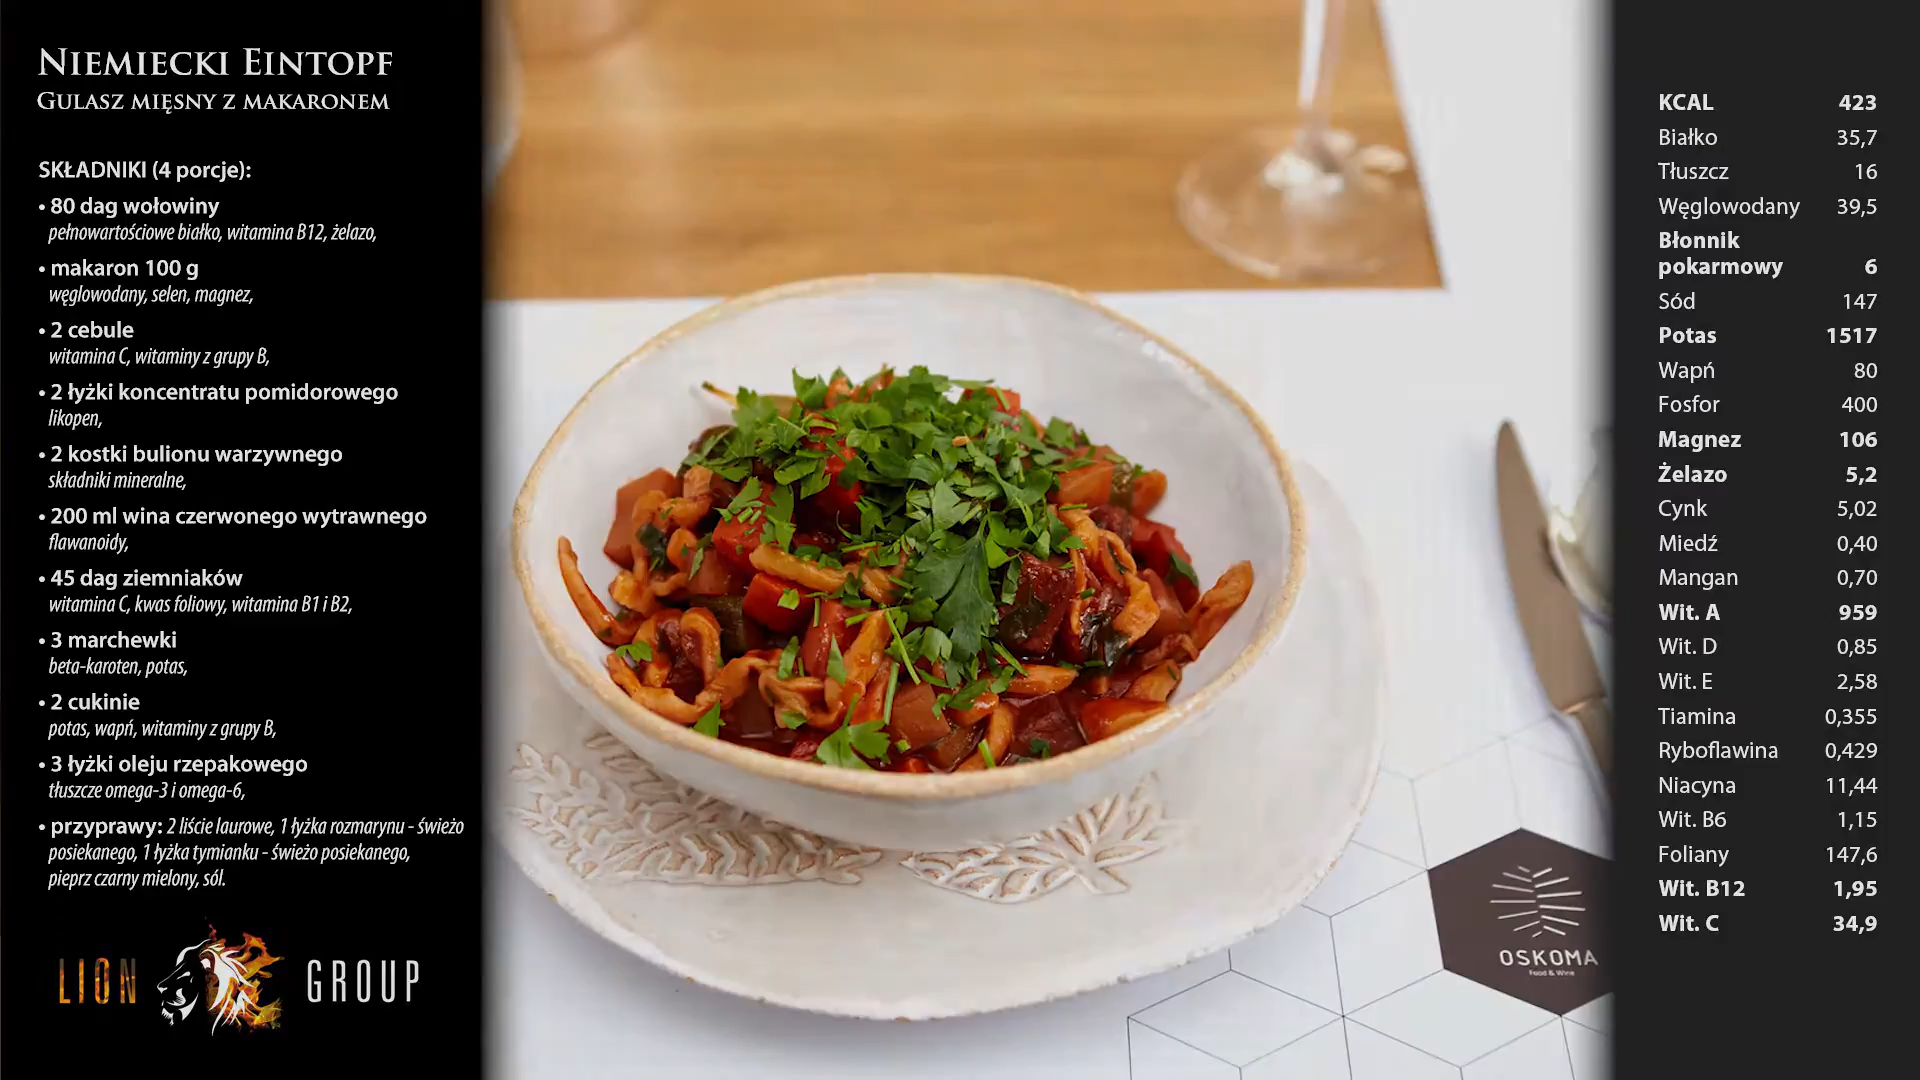 Niemiecki Eintopf
Gulasz mięsny z makaronem
SKŁADNIKI (4 porcje):
• 80 dag wołowiny
pełnowartościowe białko, witamina B12, żelazo,
• makaron 100 g
węglowodany, selen, magnez,
• 2 cebule
witamina C, witaminy z grupy B,
• 2 łyżki koncentratu pomidorowego
likopen,
• 2 kostki bulionu warzywnego
składniki mineralne,
• 200 ml wina czerwonego wytrawnego
flawanoidy,
• 45 dag ziemniaków
witamina C, kwas foliowy, witamina B1 i B2,
• 3 marchewki
beta-karoten, potas,
• 2 cukinie
potas, wapń, witaminy z grupy B,
• 3 łyżki oleju rzepakowego
tłuszcze omega-3 i omega-6,
• przyprawy: 2 liście laurowe, 1 łyżka rozmarynu - świeżo
posiekanego, 1 łyżka tymianku - świeżo posiekanego,
pieprz czarny mielony, sól.
LION GROUP
KCAL 423
Białko 35,7
Tłuszcz 16
Węglowodany 39,5
Błonnik
pokarmowy 6
Sód 147
Potas 1517
Wapń 80
Fosfor 400
Magnez 106
Żelazo 5,2
Cynk 5,02
Miedź 0,40
Mangan 0,70
Wit. A 959
Wit. D 0,85
Wit. E 2,58
Tiamina 0,355
Ryboflawina 0,429
Niacyna 11,44
Wit. B6 1,15
Foliany 147,6
Wit. B12 1,95
Wit. C 34,9
OSKOMA
Food & Wine